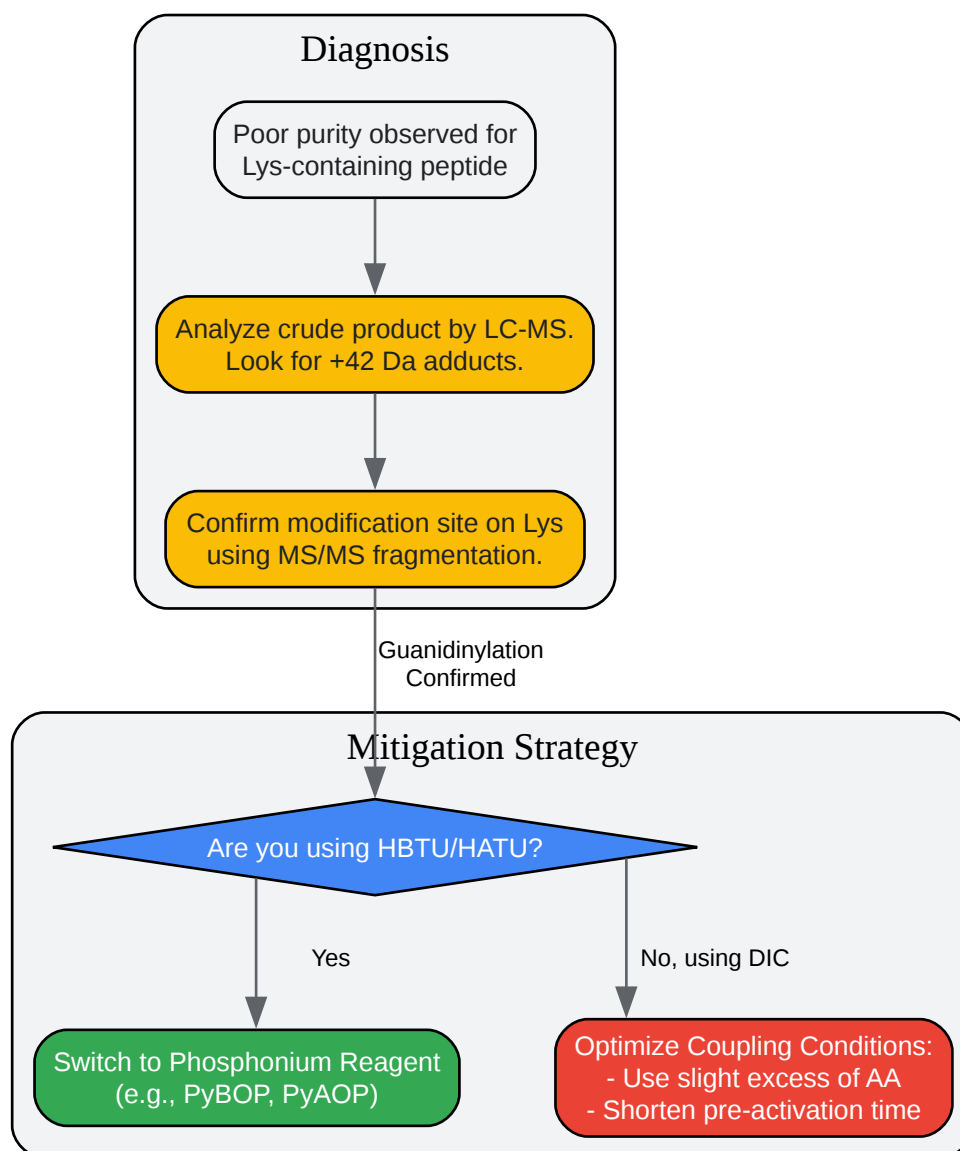 Diagnosis
Poor purity observed for
Lys-containing peptide
Analyze crude product by LC-MS.
Look for +42 Da adducts.
Confirm modification site on Lys
using MS/MS fragmentation.
Guanidinylation
Confirmed
Mitigation Strategy
Are you using HBTU/HATU?
Yes
No, using DIC
Switch to Phosphonium Reagent
(e.g., PyBOP, PyAOP)
Optimize Coupling Conditions:
- Use slight excess of AA
- Shorten pre-activation time